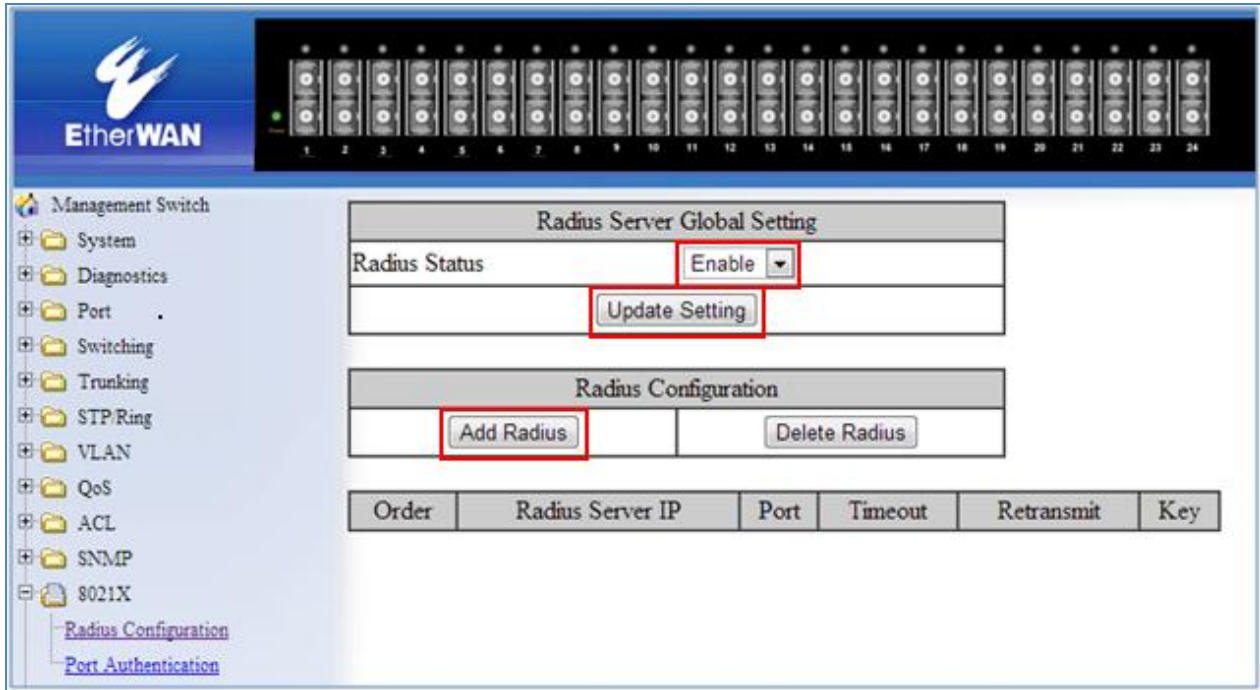 EtherWAN
Power
1 2 3 4 5 6 7 8 9 10 11 12 13 14 15 16 17 18 19 20 21 22 23 24
Management Switch
System
Diagnostics
Port .
Switching
Trunking
STP/Ring
VLAN
QoS
ACL
SNMP
8021X
Radius Configuration
Port Authentication
Radius Server Global Setting
Radius Status Enable
Update Setting
Radius Configuration
Add Radius Delete Radius
Order Radius Server IP Port Timeout Retransmit Key